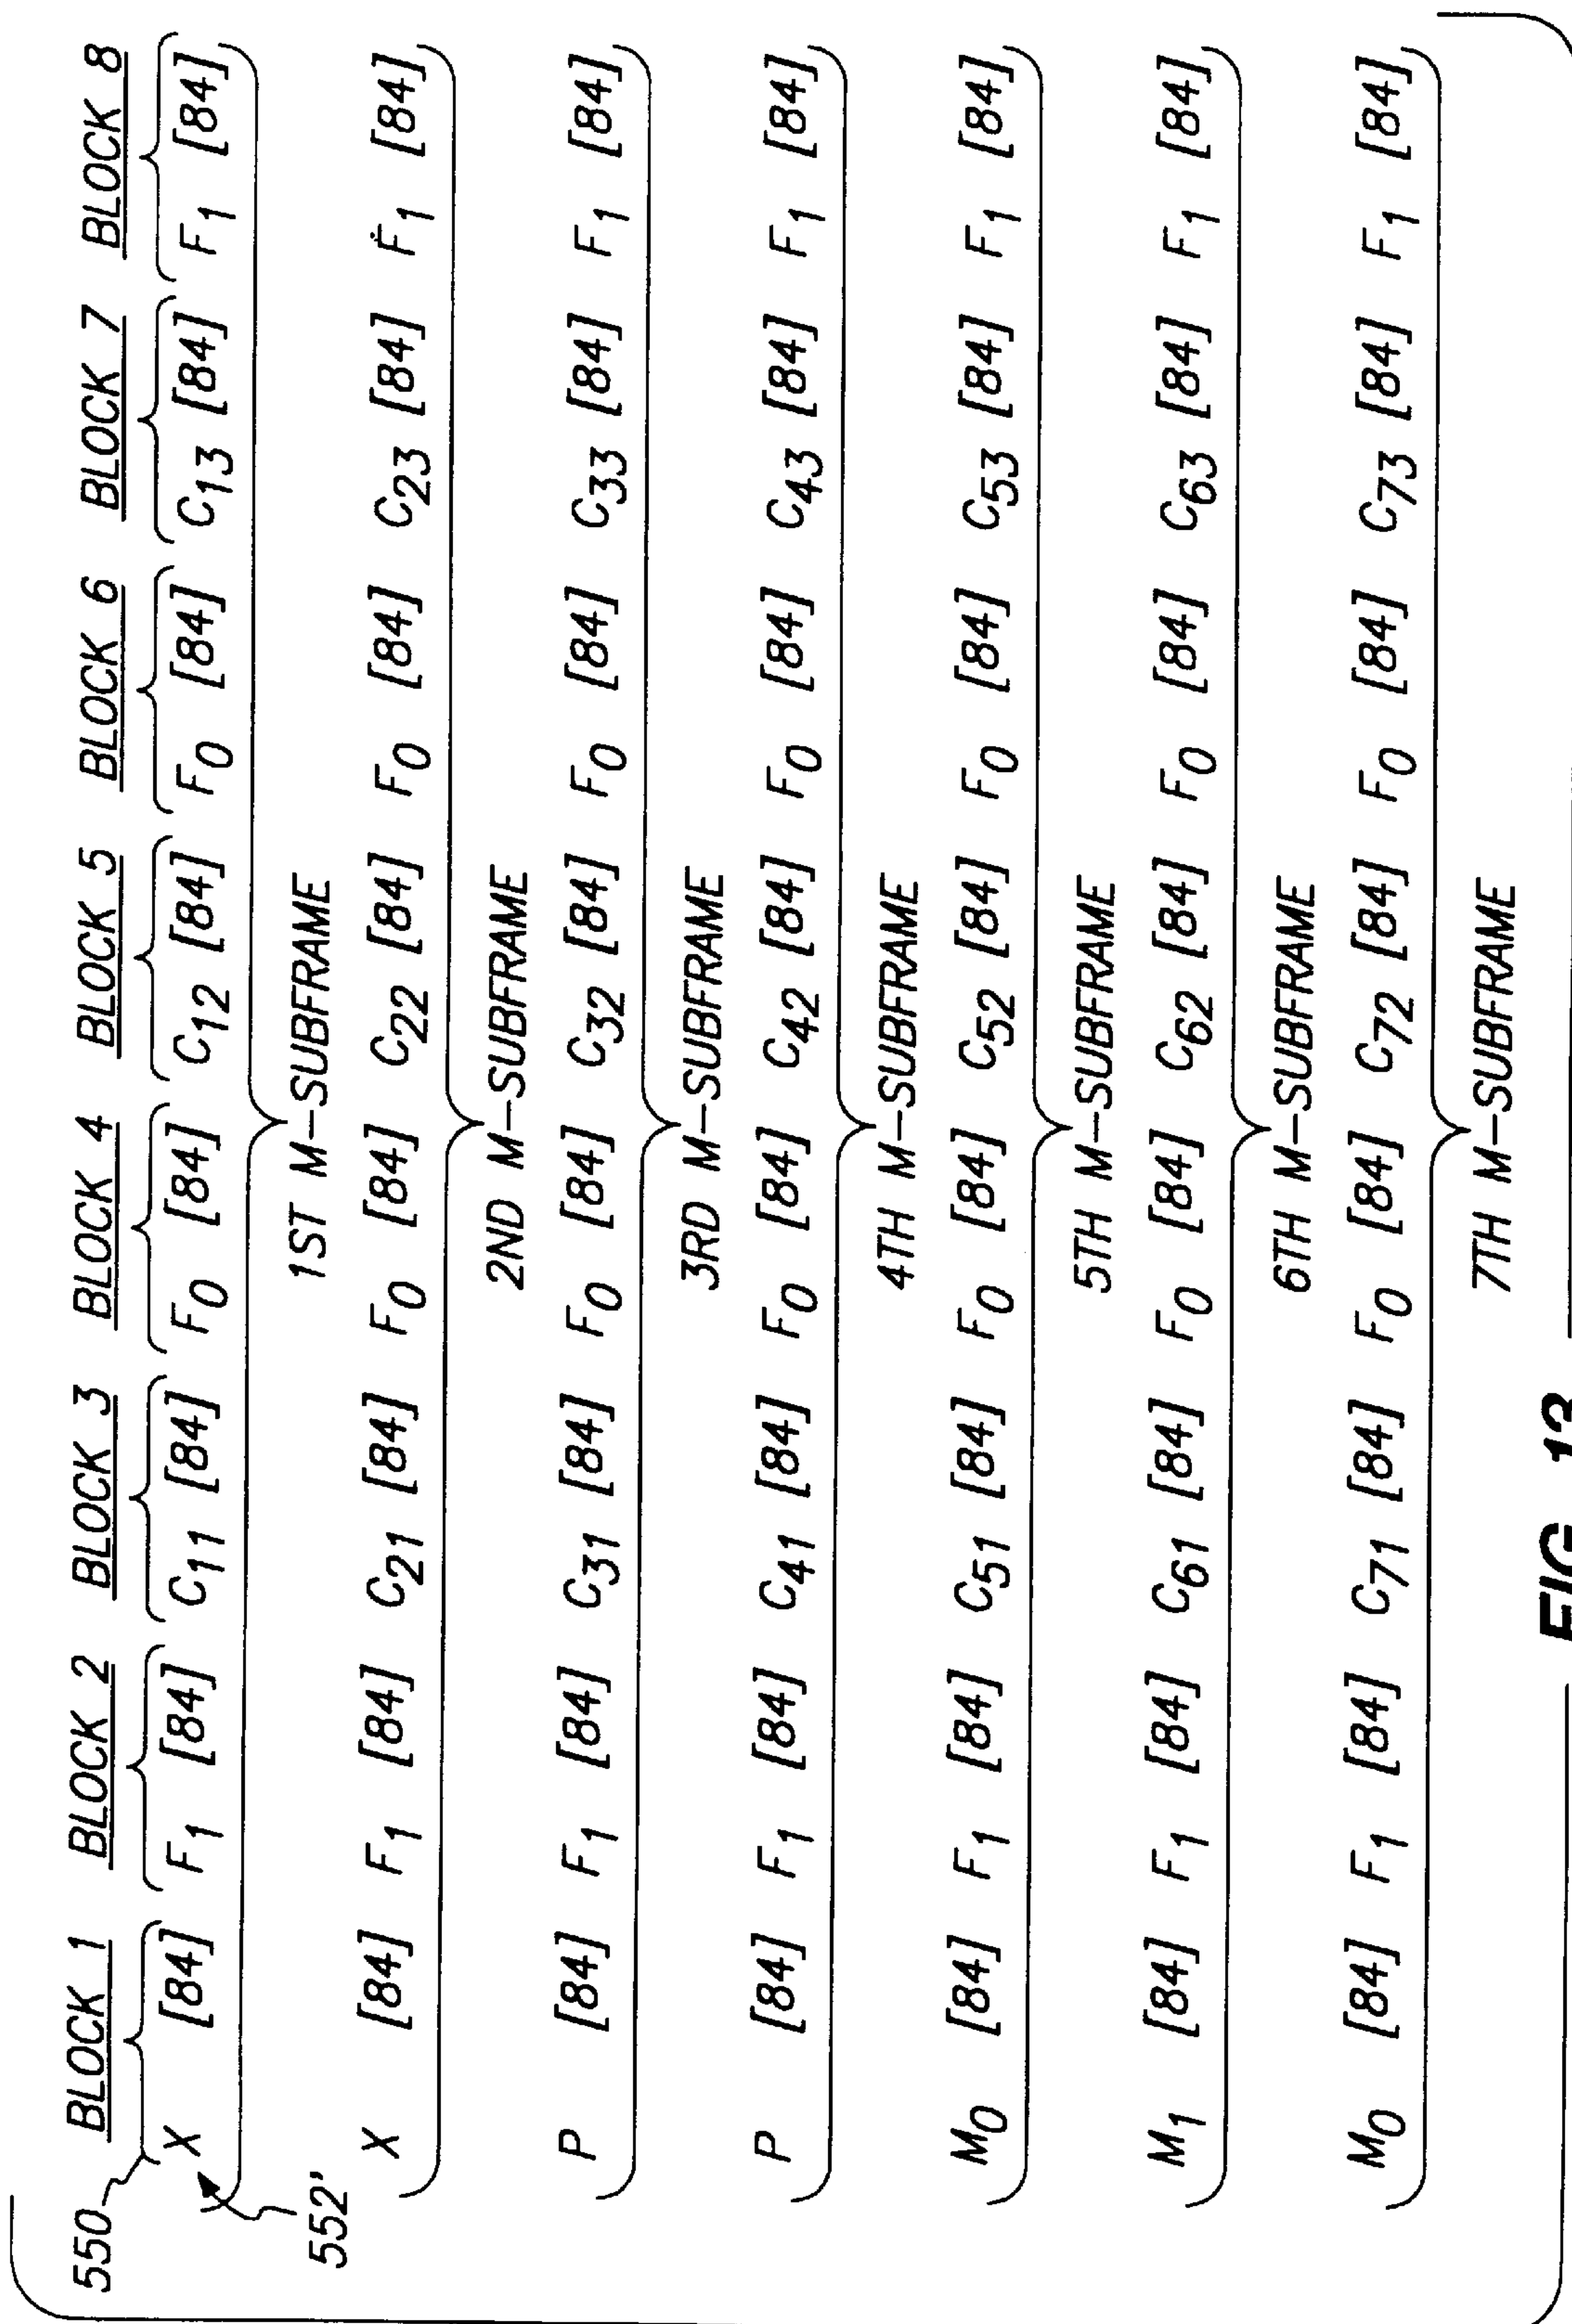 BLOCK 1 BLOCK 2 BLOCK 3 BLOCK 4 BLOCK 5 BLOCK 6 BLOCK 7 BLOCK 8
550
X [84] F1 [84] C11 [84] F0 [84] C12 [84] F0 [84] C13 [84] F1 [84]
552'
1ST M-SUBFRAME
X [84] F1 [84] C21 [84] F0 [84] C22 [84] F0 [84] C23 [84] F1 [84]
2ND M-SUBFRAME
P [84] F1 [84] C31 [84] F0 [84] C32 [84] F0 [84] C33 [84] F1 [84]
3RD M-SUBFRAME
P [84] F1 [84] C41 [84] F0 [84] C42 [84] F0 [84] C43 [84] F1 [84]
4TH M-SUBFRAME
M0 [84] F1 [84] C51 [84] F0 [84] C52 [84] F0 [84] C53 [84] F1 [84]
5TH M-SUBFRAME
M1 [84] F1 [84] C61 [84] F0 [84] C62 [84] F0 [84] C63 [84] F1 [84]
6TH M-SUBFRAME
M0 [84] F1 [84] C71 [84] F0 [84] C72 [84] F0 [84] C73 [84] F1 [84]
7TH M-SUBFRAME
FIG. 13